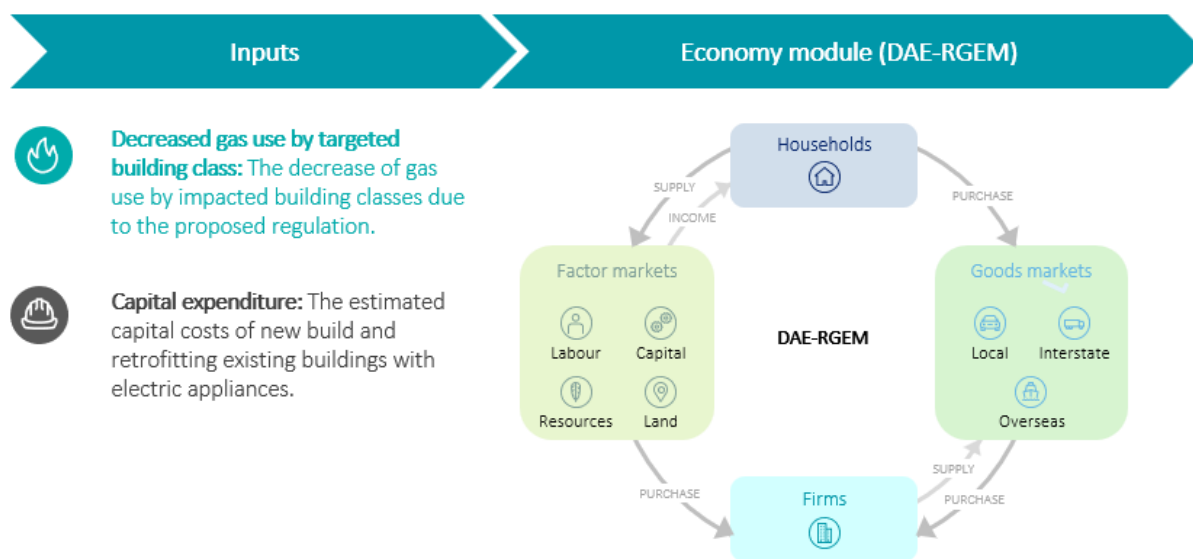 Inputs
Economy module (DAE-RGEM)
Decreased gas use by targeted
building class: The decrease of gas
use by impacted building classes due
to the proposed regulation.
Capital expenditure: The estimated
capital costs of new build and
retrofitting existing buildings with
electric appliances.
Households
SUPPLY
INCOME
PURCHASE
Factor markets
Labour
Capital
Resources
Land
DAE-RGEM
Goods markets
Local
Interstate
Overseas
PURCHASE
SUPPLY
PURCHASE
Firms